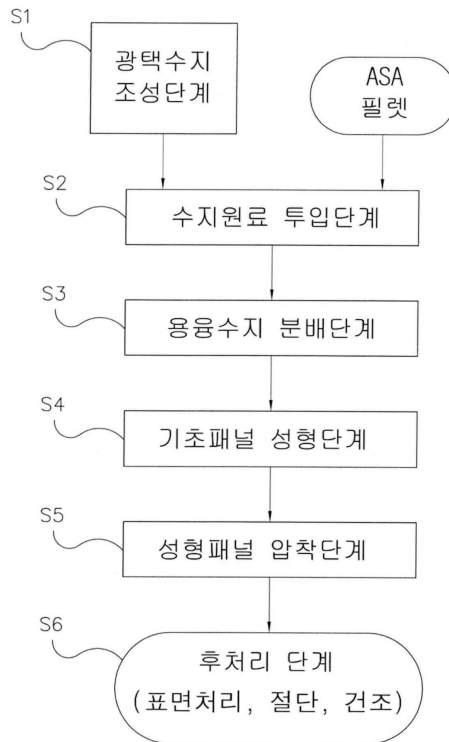 S1
광택수지
조성단계
ASA
필렛
S2
수지원료 투입단계
S3
용융수지 분배단계
S4
기초패널 성형단계
S5
성형패널 압착단계
S6
후처리 단계
(표면처리, 절단, 건조)